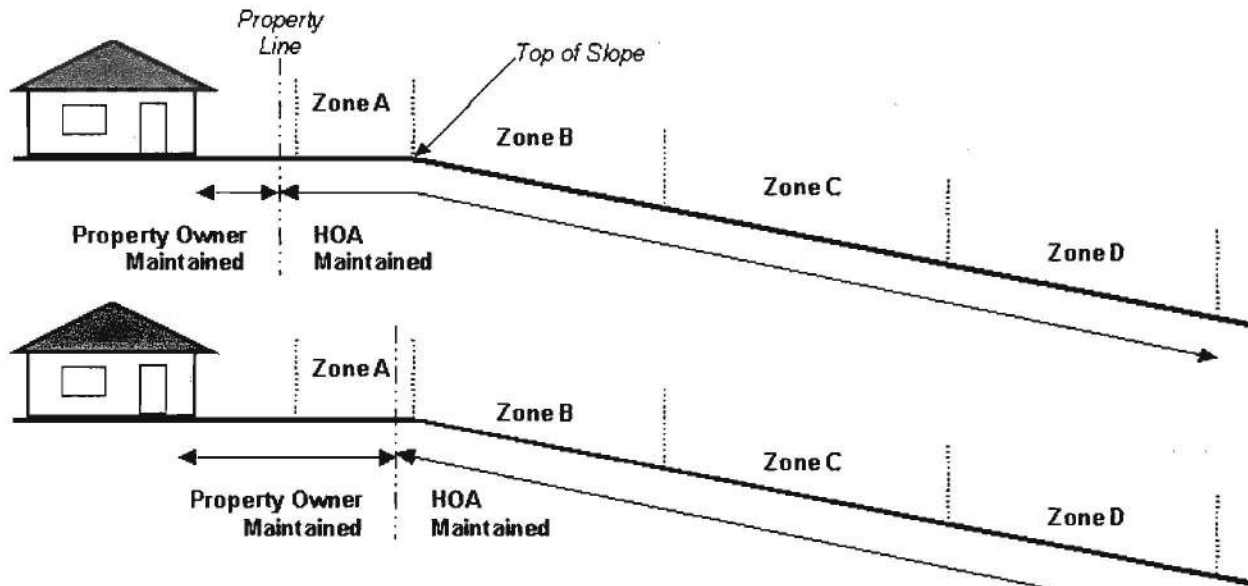 Property
Line
Top of Slope
Zone A
Zone B
Zone C
Zone D
Property Owner
Maintained
HOA
Maintained
Zone A
Zone B
Zone C
Zone D
Property Owner
Maintained
HOA
Maintained